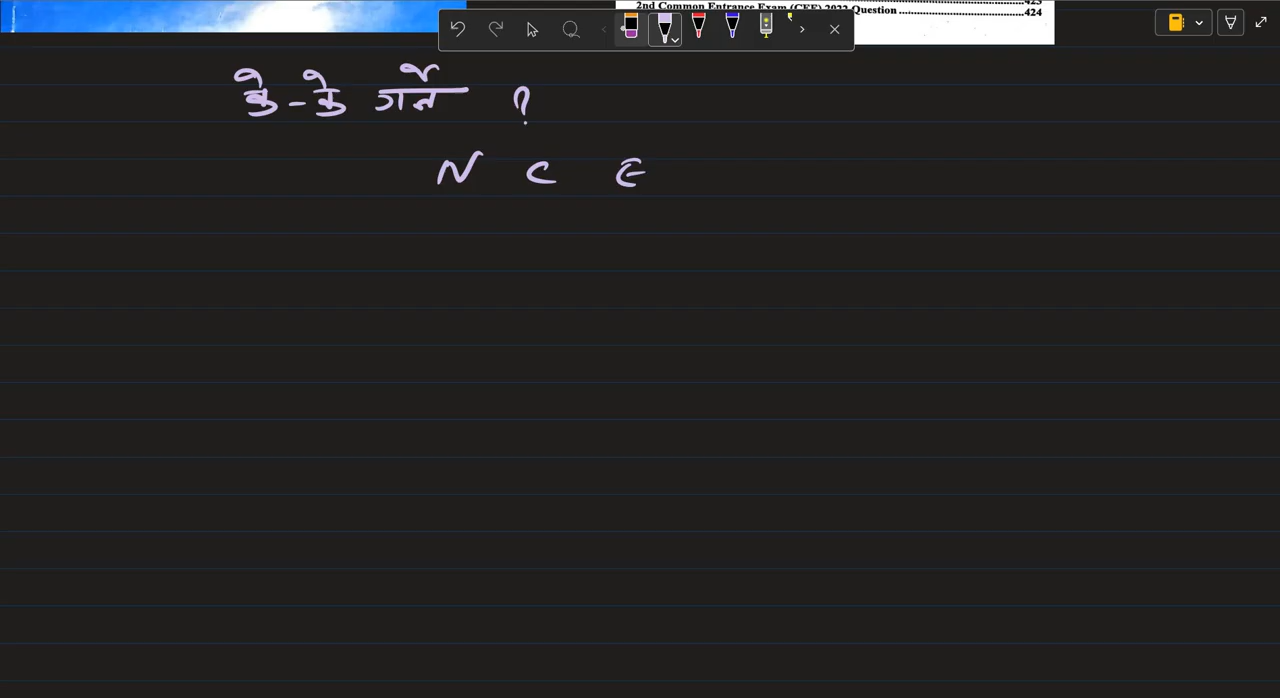 2nd Common Entrance Exam (CEE) 2022 Question ........ 424
के - के गर्ने ?
N C E